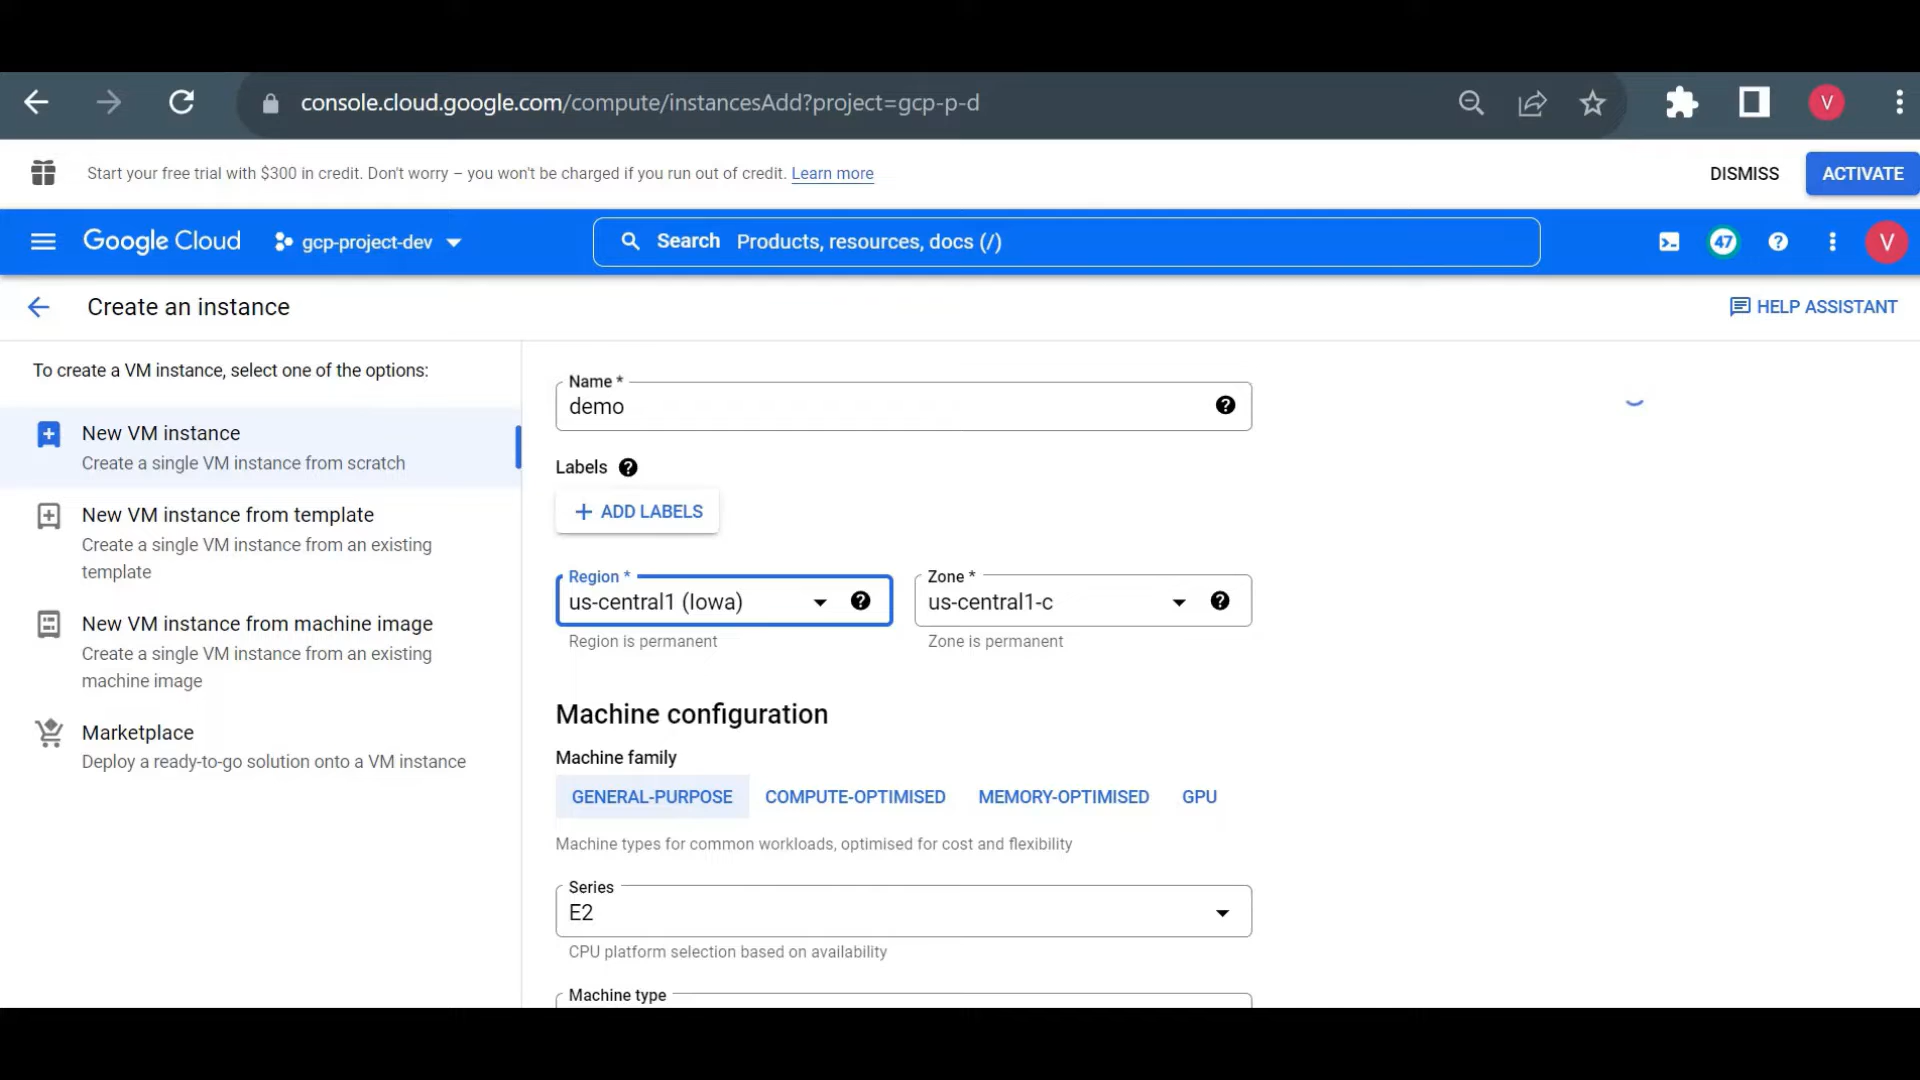 console.cloud.google.com/compute/instancesAdd?project=gcp-p-d
V
Start your free trial with $300 in credit. Don't worry – you won't be charged if you run out of credit. Learn more
DISMISS
ACTIVATE
Google Cloud
gcp-project-dev
Search Products, resources, docs (/)
47
V
Create an instance
HELP ASSISTANT
To create a VM instance, select one of the options:
New VM instance
Create a single VM instance from scratch
New VM instance from template
Create a single VM instance from an existing
template
New VM instance from machine image
Create a single VM instance from an existing
machine image
Marketplace
Deploy a ready-to-go solution onto a VM instance
Name *
demo
Labels
+ ADD LABELS
Region *
us-central1 (Iowa)
Region is permanent
Zone *
us-central1-c
Zone is permanent
Machine configuration
Machine family
GENERAL-PURPOSE
COMPUTE-OPTIMISED
MEMORY-OPTIMISED
GPU
Machine types for common workloads, optimised for cost and flexibility
Series
E2
CPU platform selection based on availability
Machine type